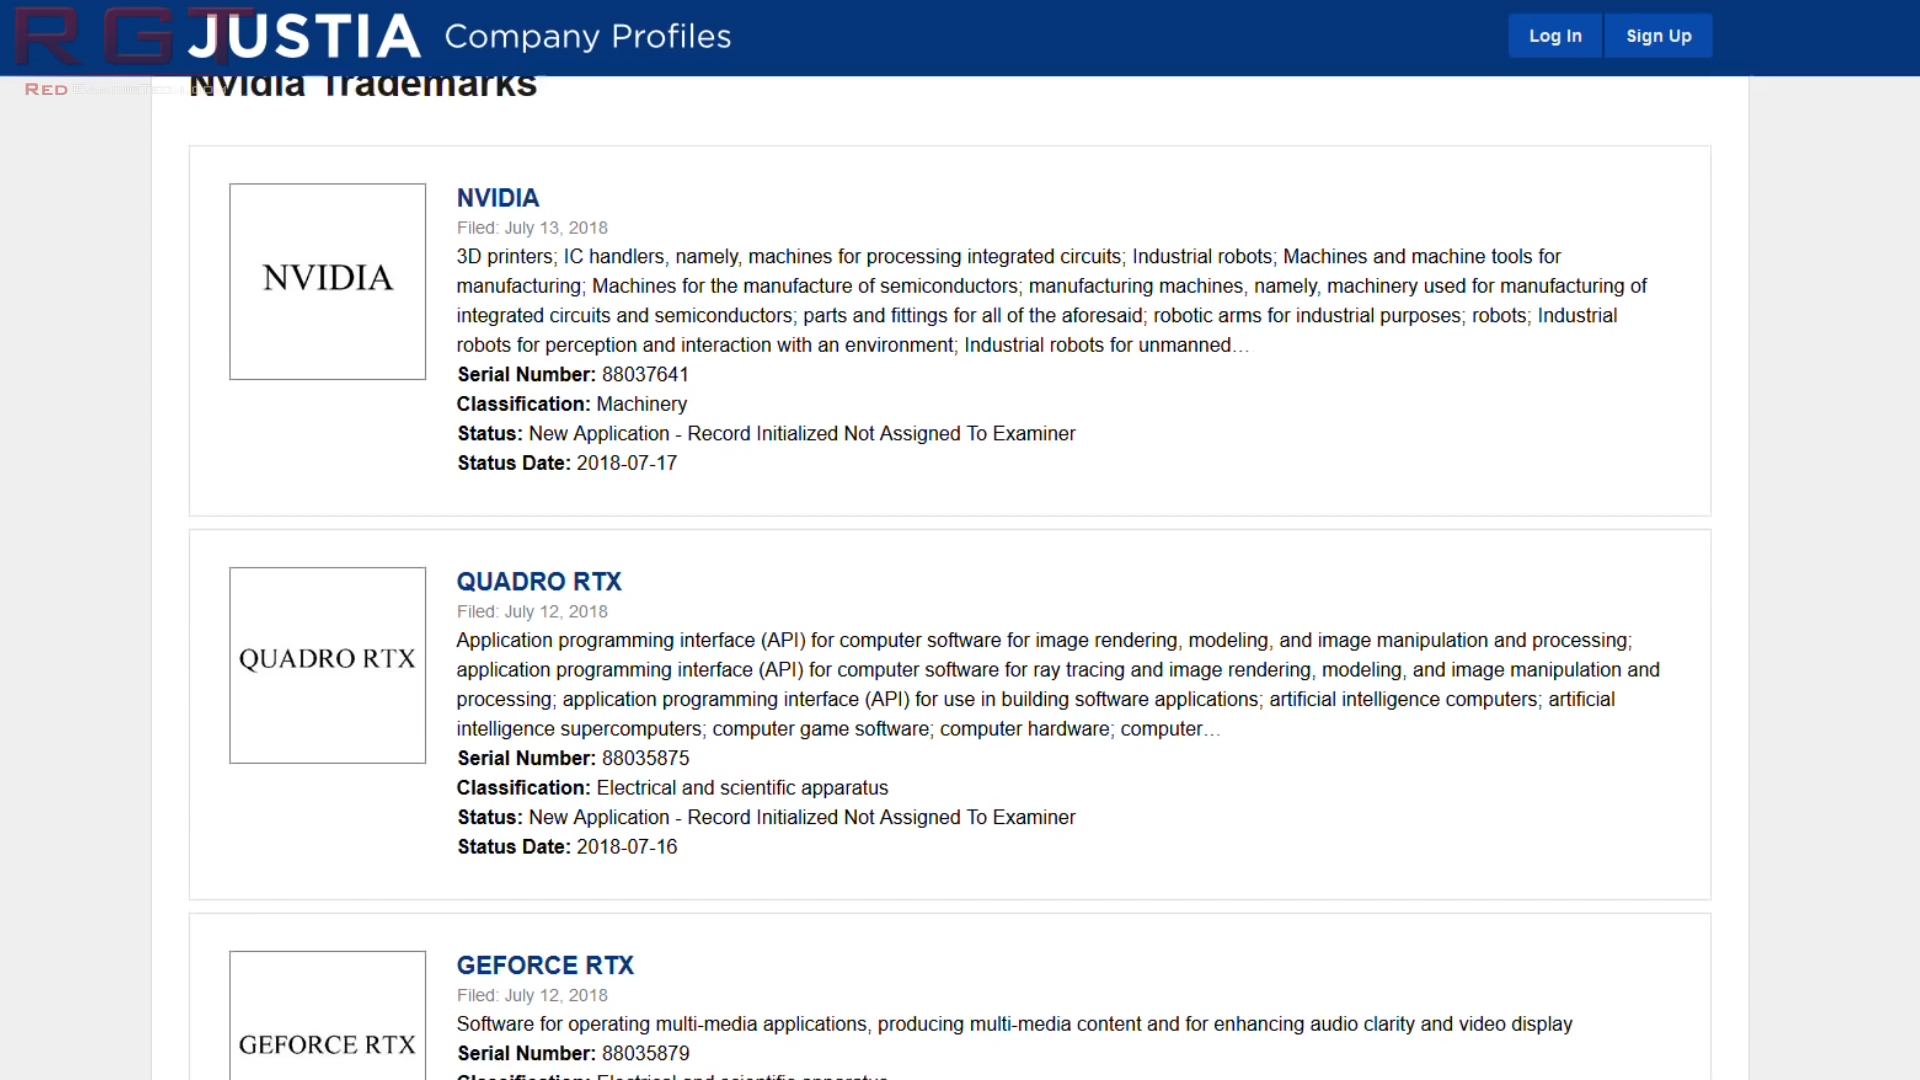 RGT
JUSTIA Company Profiles
Log In
Sign Up
RED
Nvidia Trademarks
NVIDIA
NVIDIA
Filed: July 13, 2018
3D printers; IC handlers, namely, machines for processing integrated circuits; Industrial robots; Machines and machine tools for
manufacturing; Machines for the manufacture of semiconductors; manufacturing machines, namely, machinery used for manufacturing of
integrated circuits and semiconductors; parts and fittings for all of the aforesaid; robotic arms for industrial purposes; robots; Industrial
robots for perception and interaction with an environment; Industrial robots for unmanned…
Serial Number: 88037641
Classification: Machinery
Status: New Application - Record Initialized Not Assigned To Examiner
Status Date: 2018-07-17
QUADRO RTX
QUADRO RTX
Filed: July 12, 2018
Application programming interface (API) for computer software for image rendering, modeling, and image manipulation and processing;
application programming interface (API) for computer software for ray tracing and image rendering, modeling, and image manipulation and
processing; application programming interface (API) for use in building software applications; artificial intelligence computers; artificial
intelligence supercomputers; computer game software; computer hardware; computer…
Serial Number: 88035875
Classification: Electrical and scientific apparatus
Status: New Application - Record Initialized Not Assigned To Examiner
Status Date: 2018-07-16
GEFORCE RTX
GEFORCE RTX
Filed: July 12, 2018
Software for operating multi-media applications, producing multi-media content and for enhancing audio clarity and video display
Serial Number: 88035879
Classification: Electrical and scientific apparatus